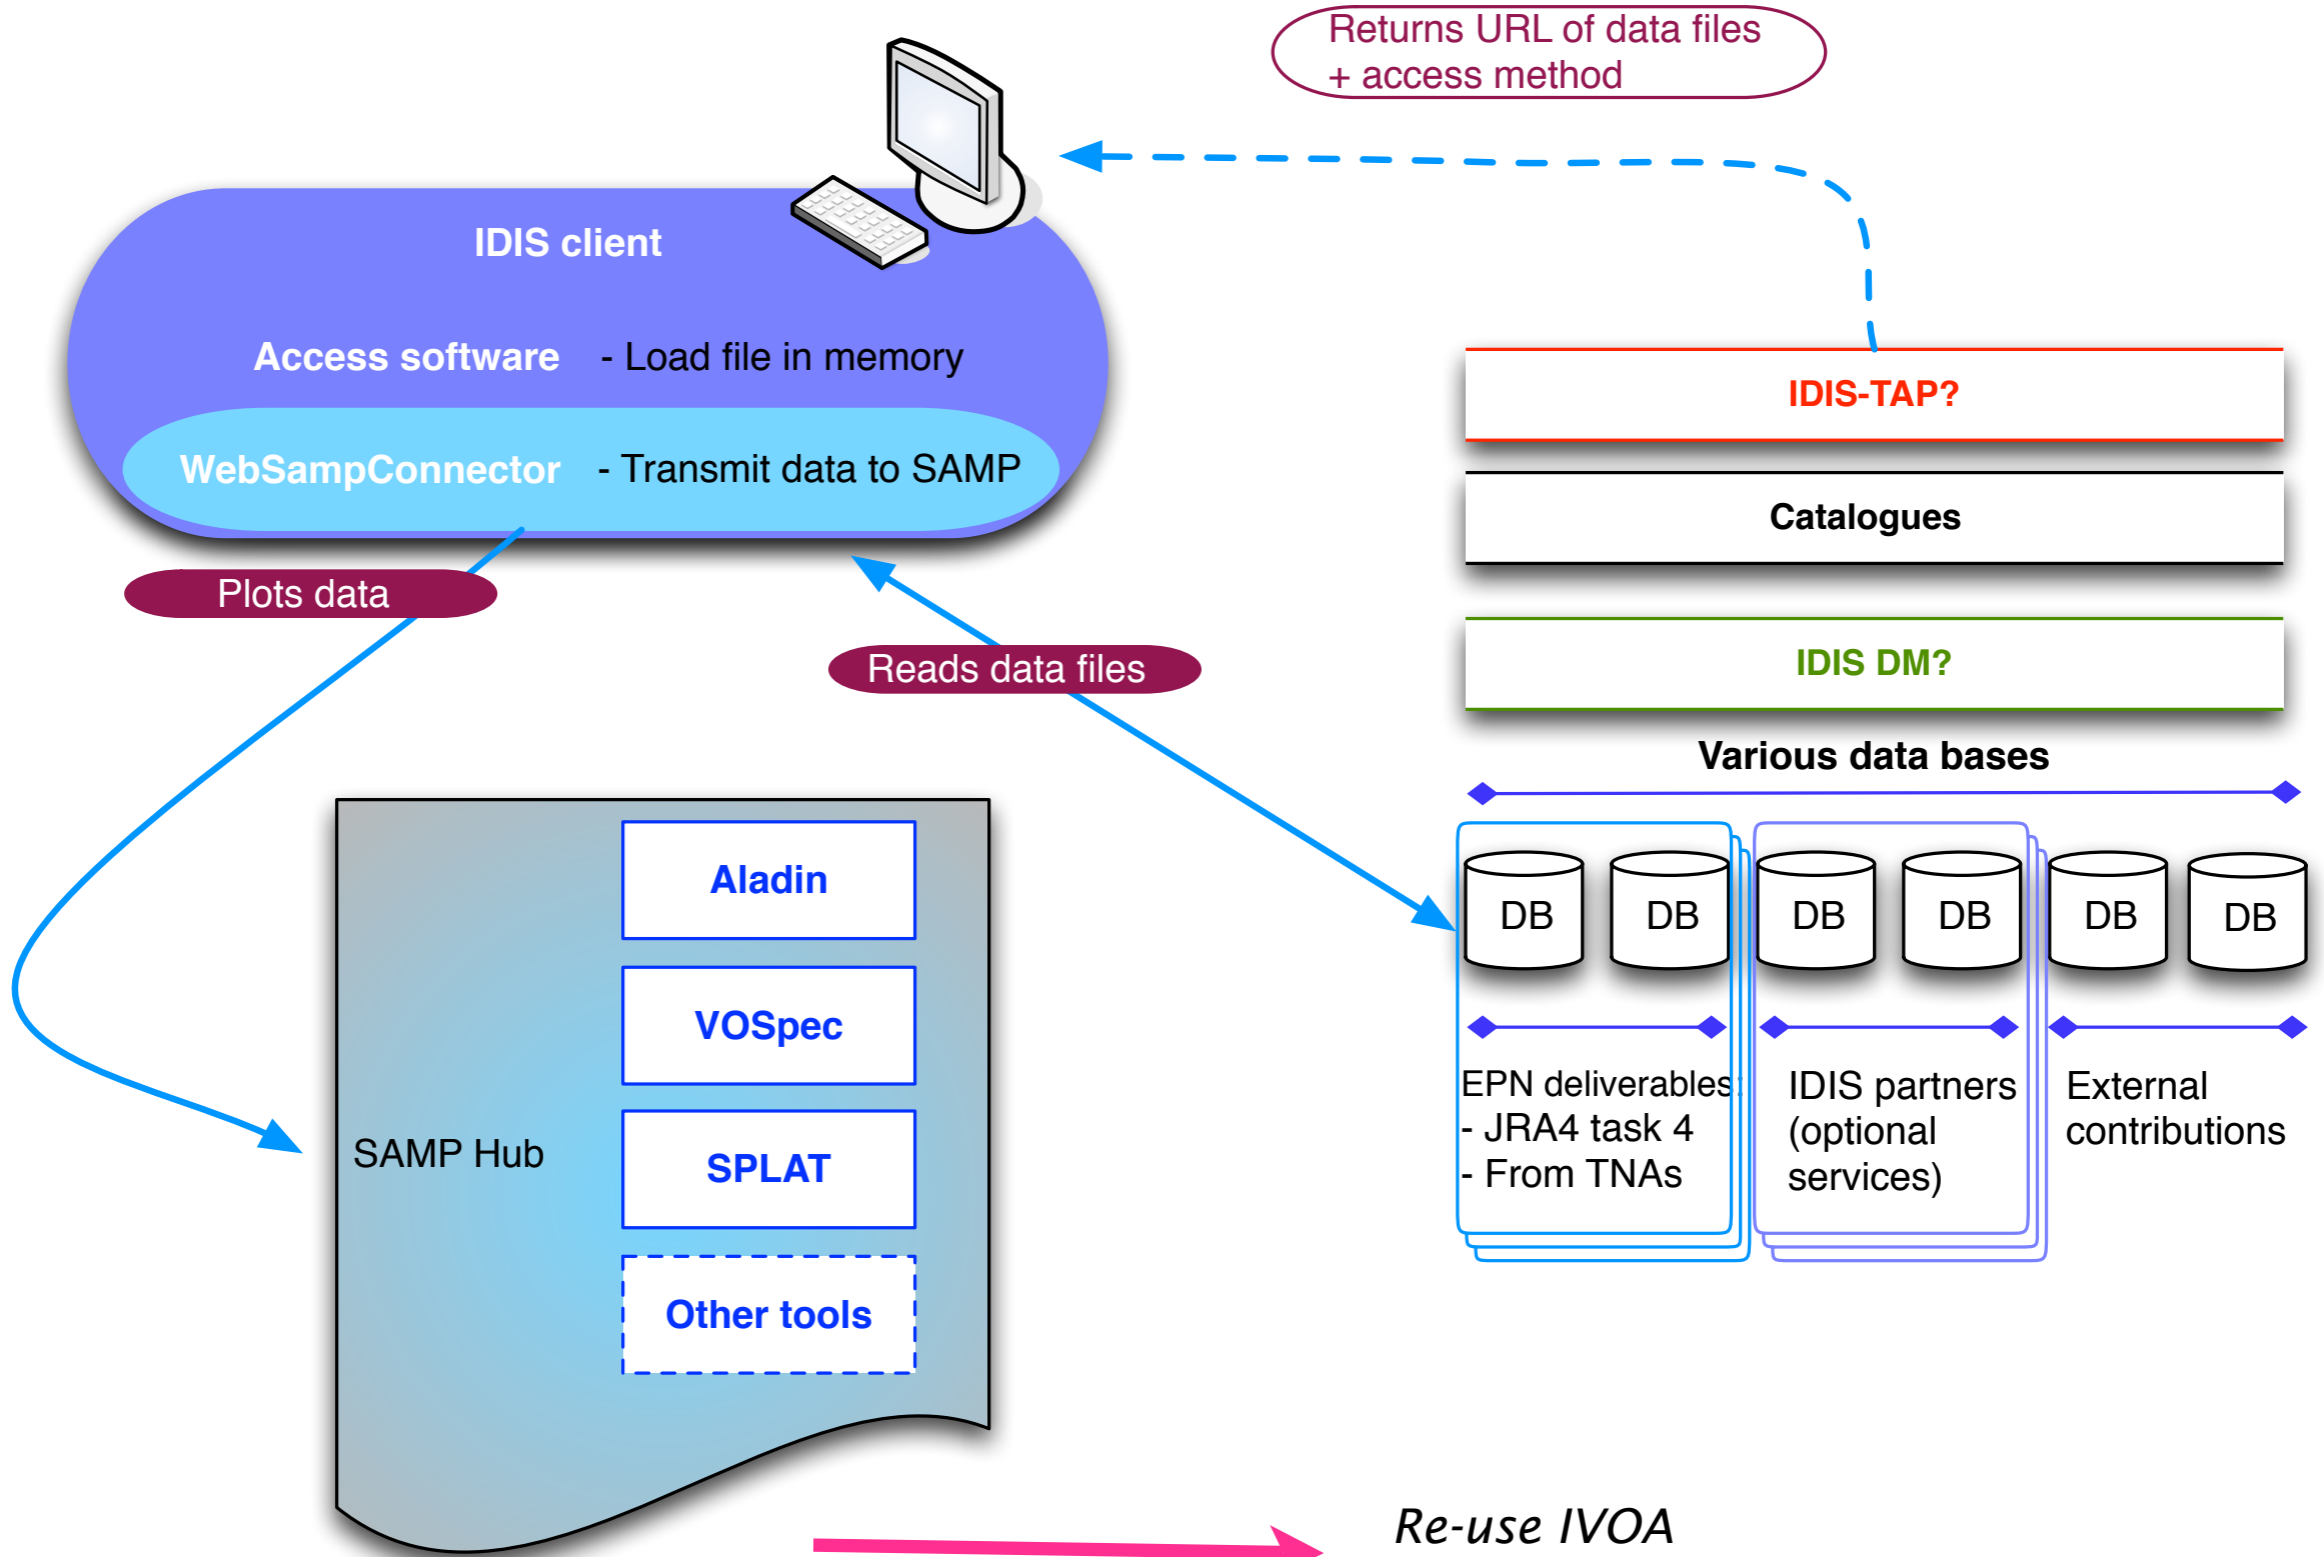 Returns URL of data files
+ access method
IDIS client
Access software - Load file in memory
WebSampConnector - Transmit data to SAMP
Plots data
Reads data files
IDIS-TAP?
Catalogues
IDIS DM?
Various data bases
DB DB DB DB DB DB
EPN deliverables:
- JRA4 task 4
- From TNAs
IDIS partners
(optional
services)
External
contributions
SAMP Hub
Aladin
VOSpec
SPLAT
Other tools
Re-use IVOA